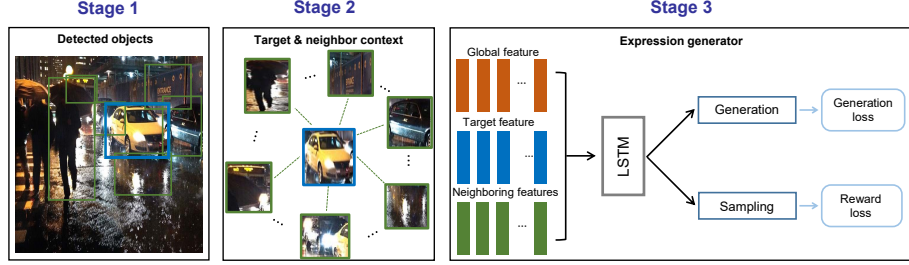 Stage 1
Stage 2
Stage 3
Detected objects
Target & neighbor context
Expression generator
ENTRANCE
Global feature
...
Target feature
...
Neighboring features
...
LSTM
Generation
Generation
loss
Sampling
Reward
loss